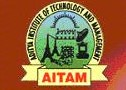 ADITYA INSTITUTE OF TECHNOLOGY AND MANAGEMENT
AITAM